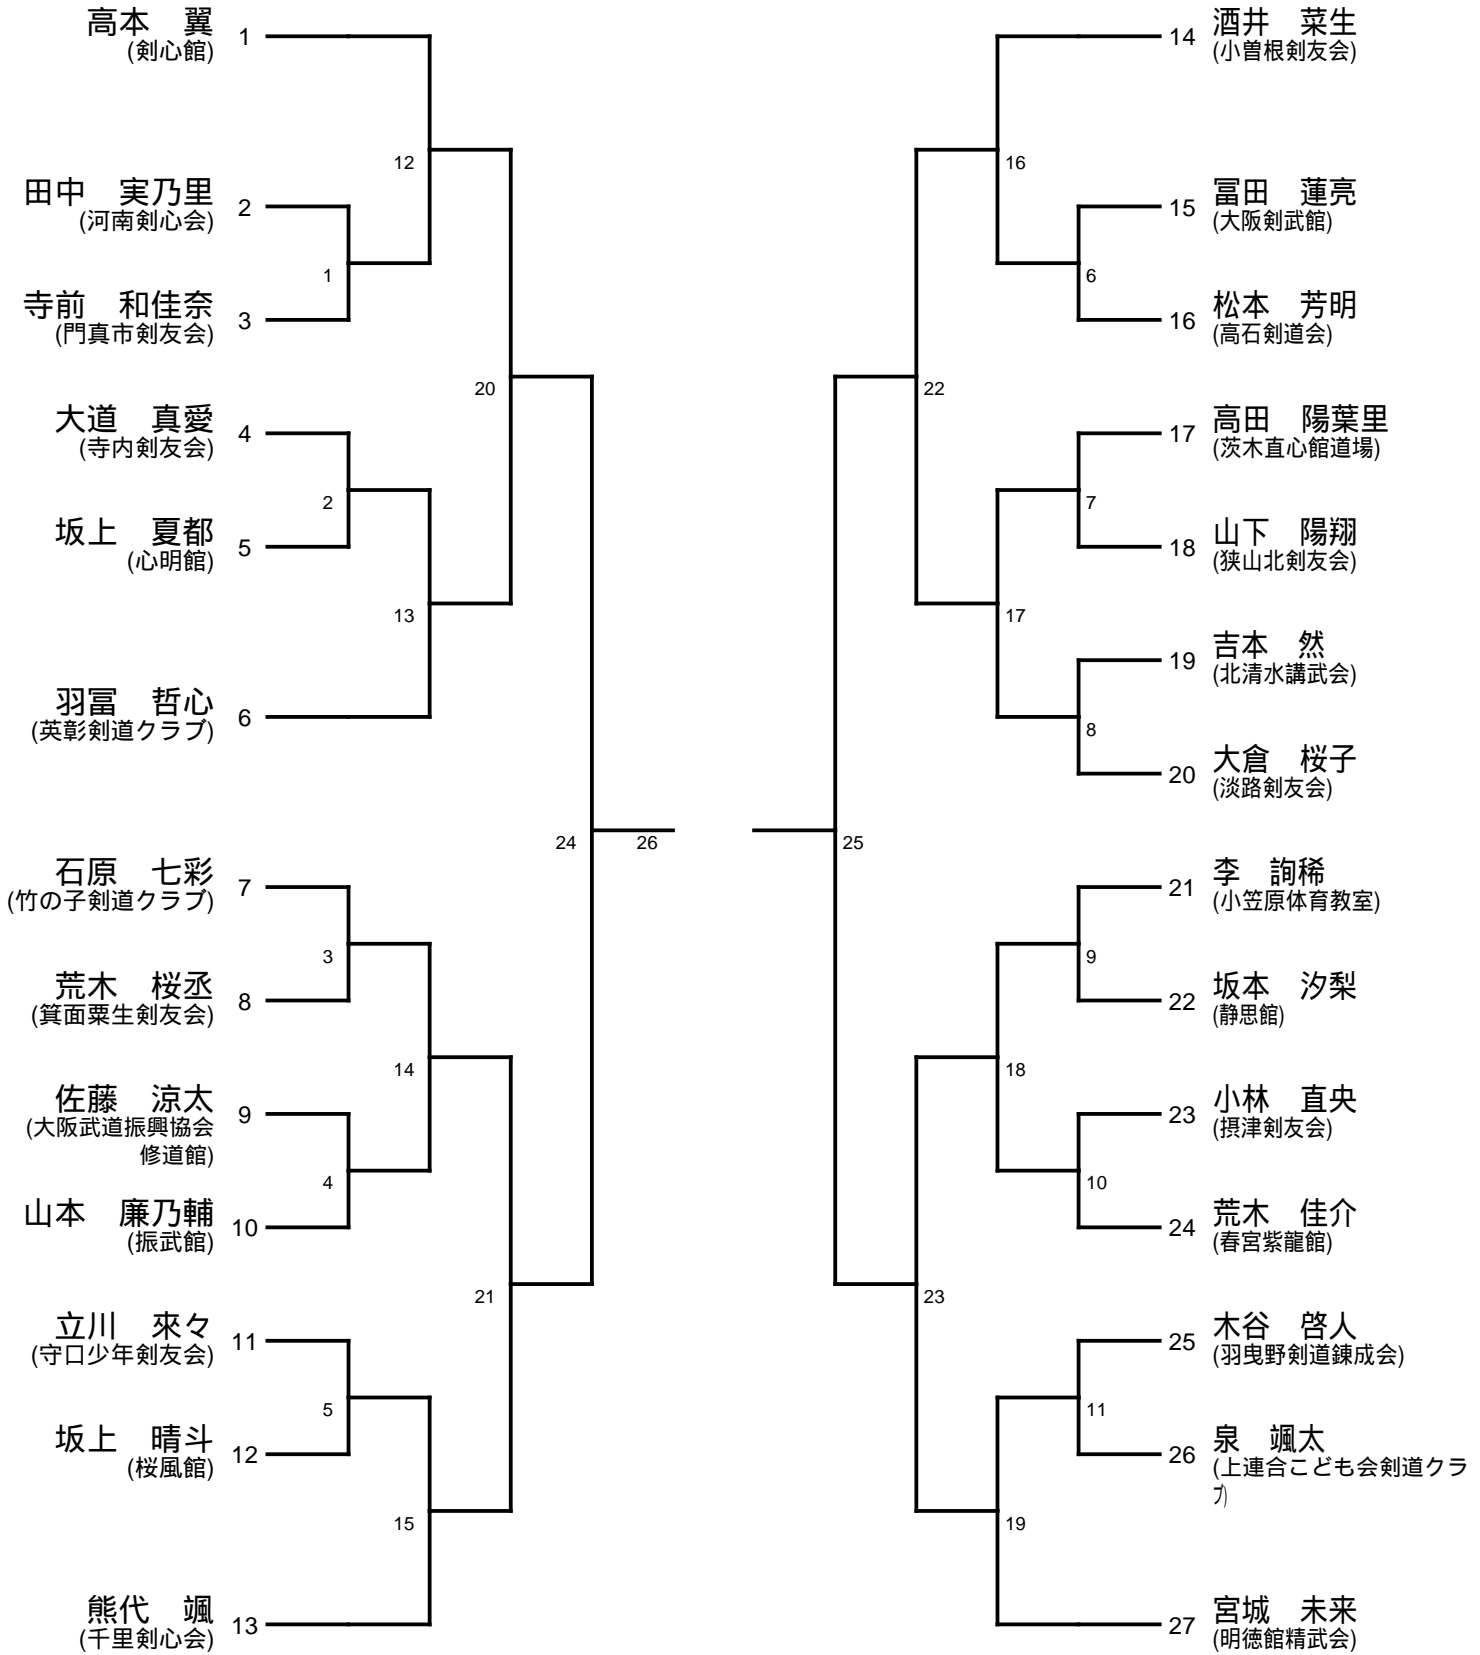 高本　翼
(剣心館)
1
田中　実乃里
(河南剣心会)
2
1
寺前　和佳奈
(門真市剣友会)
3
12
大道　真愛
(寺内剣友会)
4
2
坂上　夏都
(心明館)
5
13
羽冨　哲心
(英彰剣道クラブ)
6
20
石原　七彩
(竹の子剣道クラブ)
7
3
荒木　桜丞
(箕面粟生剣友会)
8
14
佐藤　涼太
(大阪武道振興協会
修道館)
9
4
山本　廉乃輔
(振武館)
10
21
立川　來々
(守口少年剣友会)
11
5
坂上　晴斗
(桜風館)
12
15
熊代　颯
(千里剣心会)
13
24
26
14
酒井　菜生
(小曽根剣友会)
16
15
冨田　蓮亮
(大阪剣武館)
6
16
松本　芳明
(高石剣道会)
22
17
高田　陽葉里
(茨木直心館道場)
7
18
山下　陽翔
(狭山北剣友会)
17
19
吉本　然
(北清水講武会)
8
20
大倉　桜子
(淡路剣友会)
25
21
李　詢稀
(小笠原体育教室)
9
22
坂本　汐梨
(静思館)
18
23
小林　直央
(摂津剣友会)
10
24
荒木　佳介
(春宮紫龍館)
23
25
木谷　啓人
(羽曳野剣道錬成会)
11
26
泉　颯太
(上連合こども会剣道クラ
ブ)
19
27
宮城　未来
(明徳館精武会)